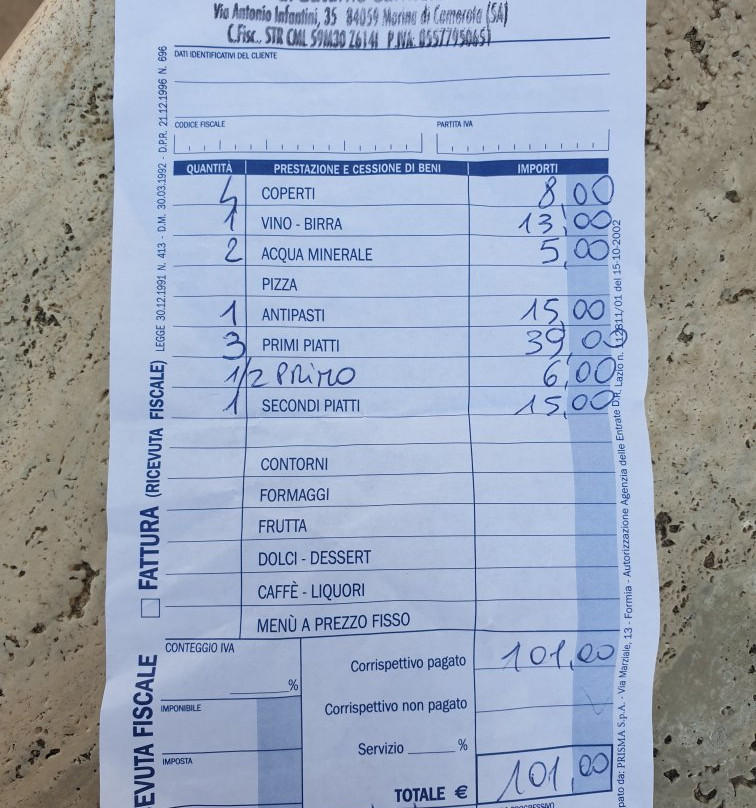 Via Antonio Infantini, 35 84059 Marina di Camerota (SA)
C.Fisc. STR CML 59M30 Z614I P.IVA: 05577950651
DATI IDENTIFICATIVI DEL CLIENTE
CODICE FISCALE PARTITA IVA
QUANTITÀ PRESTAZIONE E CESSIONE DI BENI IMPORTI
4 COPERTI 8,00
1 VINO - BIRRA 13,00
2 ACQUA MINERALE 5,00
PIZZA
1 ANTIPASTI 15,00
3 PRIMI PIATTI 39,00
1/2 PRIMO 6,00
1 SECONDI PIATTI 15,00
CONTORNI
FORMAGGI
FRUTTA
DOLCI - DESSERT
CAFFÈ - LIQUORI
MENÙ A PREZZO FISSO
CONTEGGIO IVA
%
IMPONIBILE
IMPOSTA
Corrispettivo pagato 101,00
Corrispettivo non pagato
Servizio %
TOTALE € 101,00
FATTURA (RICEVUTA FISCALE) LEGGE 30.12.1991 N. 413 - D.M. 30.03.1992 - D.P.R. 21.12.1996 N. 696
EVUTA FISCALE
pato da: PRISMA S.p.A. - Via Marziale, 13 - Formia - Autorizzazione Agenzia delle Entrate D.R. Lazio n. 112811/01 del 15-10-2002